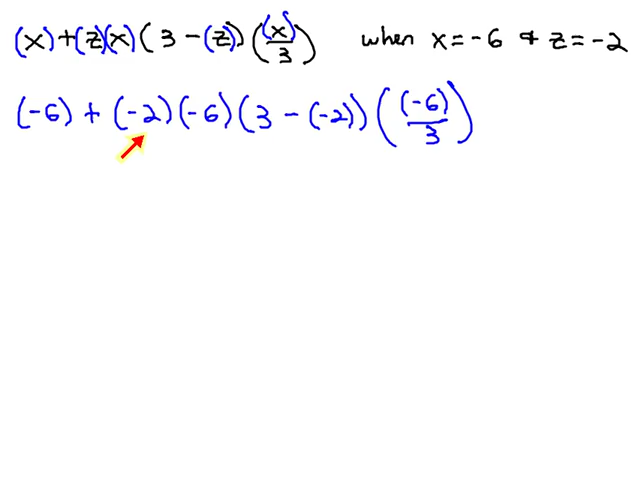 (x)+(z)(x)(3-(z))((x)/3) when x=-6 & z=-2
(-6) + (-2)(-6)(3-(-2))((-6)/3)